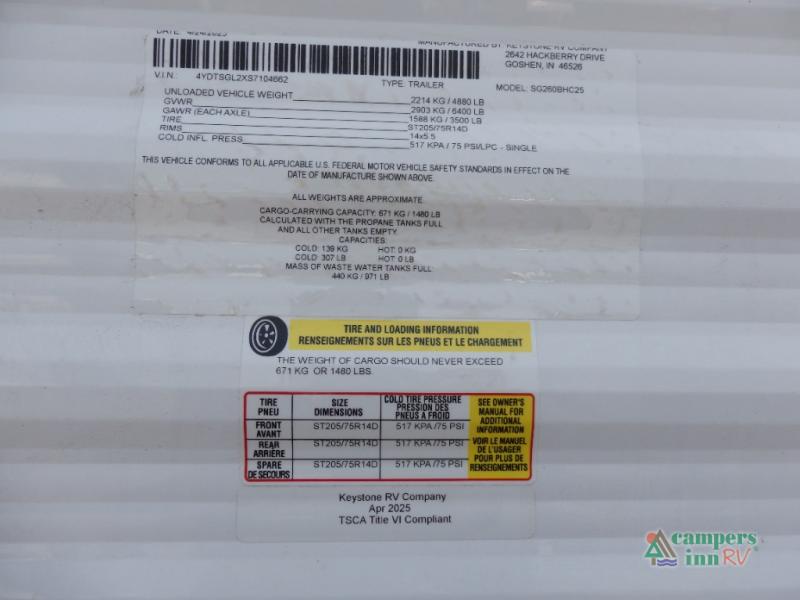 DATE 4/24/2025
MANUFACTURED BY KEYSTONE RV COMPANY
2642 HACKBERRY DRIVE
GOSHEN, IN 46526
V.I.N.: 4YDTSGL2XS7104662
TYPE: TRAILER
MODEL: SG260BHC25
UNLOADED VEHICLE WEIGHT 2214 KG / 4880 LB
GVWR 2903 KG / 6400 LB
GAWR (EACH AXLE) 1588 KG / 3500 LB
TIRE ST205/75R14D
RIMS 14x5.5
COLD INFL. PRESS 517 KPA / 75 PSI/LPC - SINGLE
THIS VEHICLE CONFORMS TO ALL APPLICABLE U.S. FEDERAL MOTOR VEHICLE SAFETY STANDARDS IN EFFECT ON THE
DATE OF MANUFACTURE SHOWN ABOVE.
ALL WEIGHTS ARE APPROXIMATE
CARGO-CARRYING CAPACITY: 671 KG / 1480 LB
CALCULATED WITH THE PROPANE TANKS FULL
AND ALL OTHER TANKS EMPTY.
CAPACITIES:
COLD: 139 KG HOT: 0 KG
COLD: 307 LB HOT: 0 LB
MASS OF WASTE WATER TANKS FULL:
440 KG / 971 LB
TIRE AND LOADING INFORMATION
RENSEIGNEMENTS SUR LES PNEUS ET LE CHARGEMENT
THE WEIGHT OF CARGO SHOULD NEVER EXCEED
671 KG OR 1480 LBS.
TIRE
PNEU
SIZE
DIMENSIONS
COLD TIRE PRESSURE
PRESSION DES
PNEUS A FROID
SEE OWNER'S
MANUAL FOR
ADDITIONAL
INFORMATION
VOIR LE MANUEL
DE L'USAGER
POUR PLUS DE
RENSEIGNEMENTS
FRONT
AVANT
ST205/75R14D
517 KPA /75 PSI
REAR
ARRIÈRE
ST205/75R14D
517 KPA /75 PSI
SPARE
DE SECOURS
ST205/75R14D
517 KPA /75 PSI
Keystone RV Company
Apr 2025
TSCA Title VI Compliant
campers
inn RV